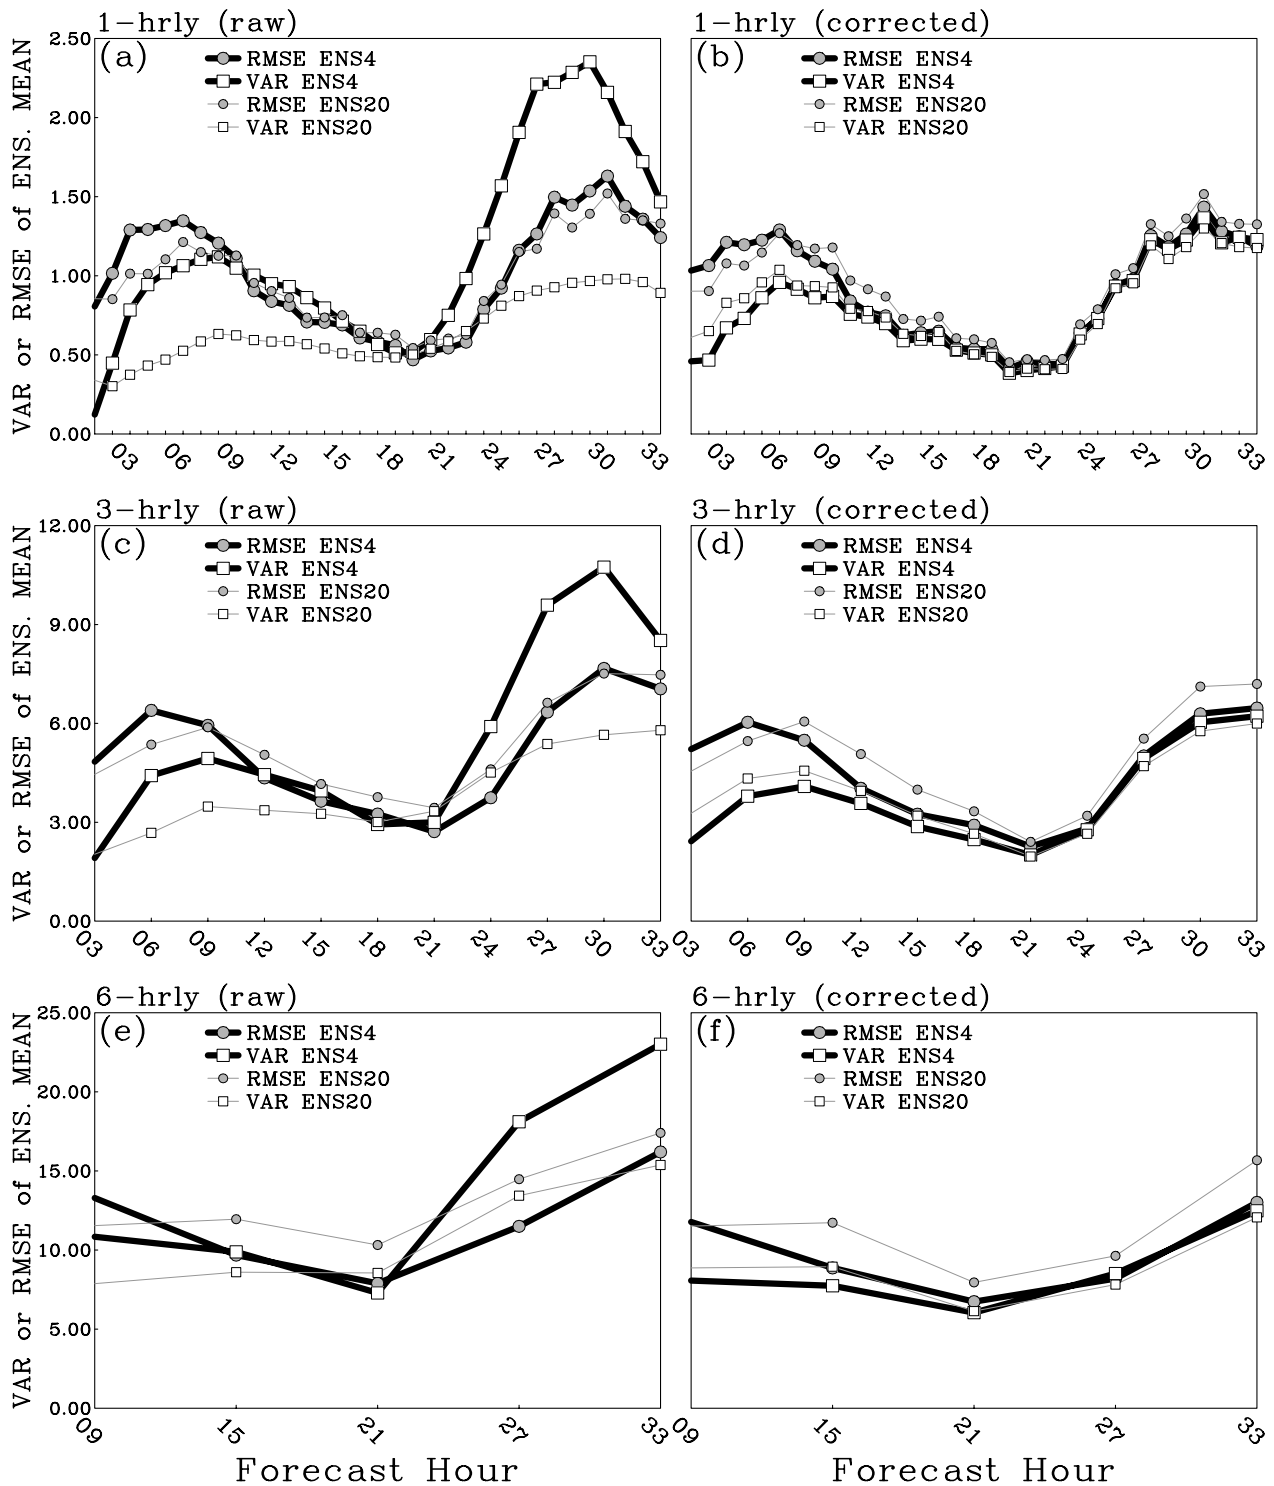 1-hrly (raw)
(a)
RMSE ENS4
VAR ENS4
RMSE ENS20
VAR ENS20
VAR or RMSE of ENS. MEAN
2.50
2.00
1.50
1.00
0.50
0.00
03 06 09 12 15 18 21 24 27 30 33
1-hrly (corrected)
(b)
RMSE ENS4
VAR ENS4
RMSE ENS20
VAR ENS20
03 06 09 12 15 18 21 24 27 30 33
3-hrly (raw)
(c)
RMSE ENS4
VAR ENS4
RMSE ENS20
VAR ENS20
VAR or RMSE of ENS. MEAN
12.00
9.00
6.00
3.00
0.00
03 06 09 12 15 18 21 24 27 30 33
3-hrly (corrected)
(d)
RMSE ENS4
VAR ENS4
RMSE ENS20
VAR ENS20
03 06 09 12 15 18 21 24 27 30 33
6-hrly (raw)
(e)
RMSE ENS4
VAR ENS4
RMSE ENS20
VAR ENS20
VAR or RMSE of ENS. MEAN
25.00
20.00
15.00
10.00
5.00
0.00
09 15 21 27 33
Forecast Hour
6-hrly (corrected)
(f)
RMSE ENS4
VAR ENS4
RMSE ENS20
VAR ENS20
09 15 21 27 33
Forecast Hour